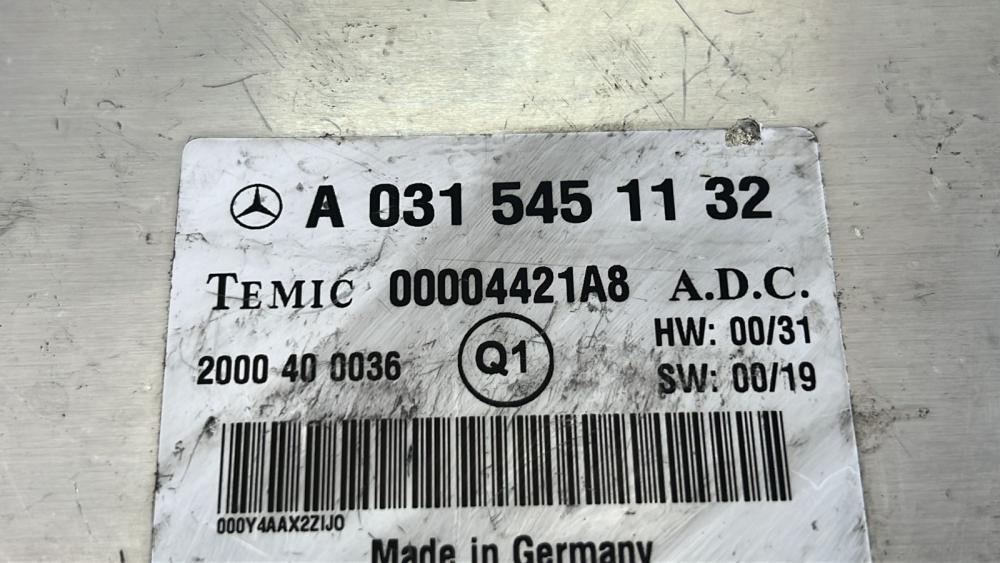 A 031 545 11 32
TEMIC 00004421A8 A.D.C.
HW: 00/31
2000 40 0036 Q1 SW: 00/19
000Y4AAX2ZIJ0
Made in Germany